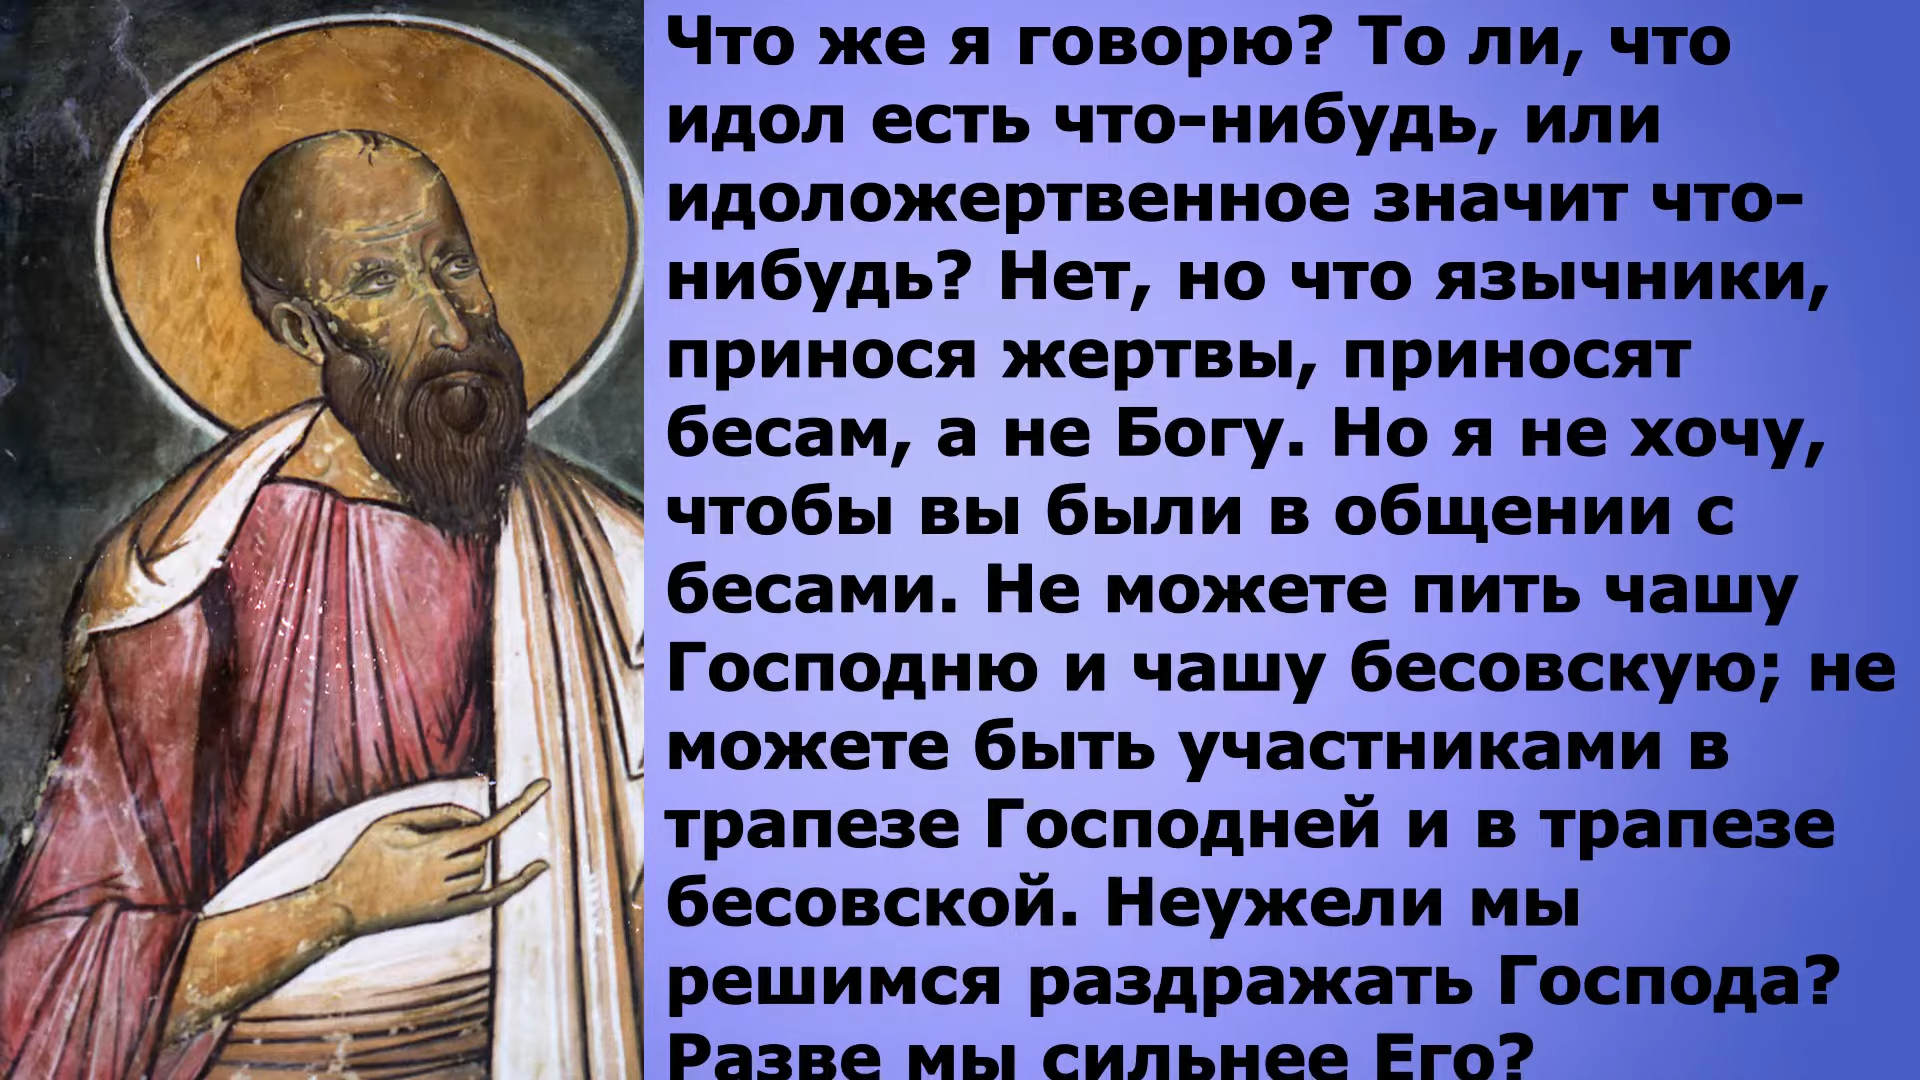 Что же я говорю? То ли, что
идол есть что-нибудь, или
идоложертвенное значит что-
нибудь? Нет, но что язычники,
принося жертвы, приносят
бесам, а не Богу. Но я не хочу,
чтобы вы были в общении с
бесами. Не можете пить чашу
Господню и чашу бесовскую; не
можете быть участниками в
трапезе Господней и в трапезе
бесовской. Неужели мы
решимся раздражать Господа?
Разве мы сильнее Его?